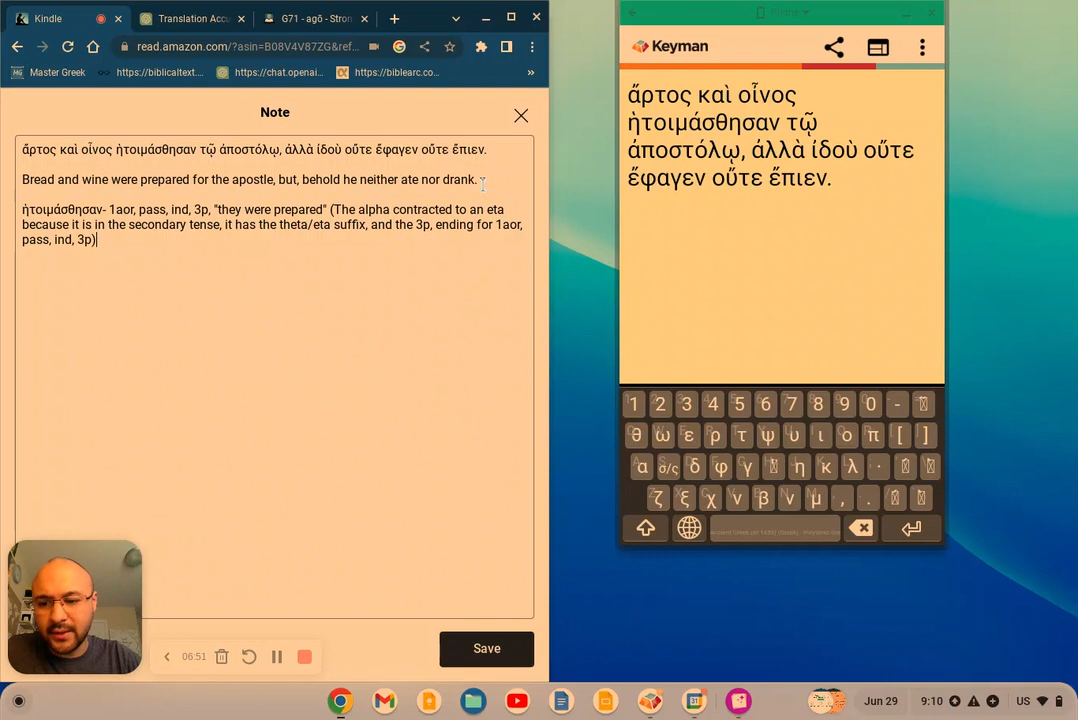 Kindle
Translation Accu
G71 - agō - Stron
read.amazon.com/?asin=B08V4V87ZG&ref...
Master Greek
https://biblicaltext....
https://chat.openai...
https://biblearc.co...
»
Note
ἄρτος καὶ οἶνος ἡτοιμάσθησαν τῷ ἀποστόλῳ, ἀλλὰ ἰδοὺ οὔτε ἔφαγεν οὔτε ἔπιεν.
Bread and wine were prepared for the apostle, but, behold he neither ate nor drank.
ἡτοιμάσθησαν- 1aor, pass, ind, 3p, "they were prepared" (The alpha contracted to an eta
because it is in the secondary tense, it has the theta/eta suffix, and the 3p, ending for 1aor,
pass, ind, 3p)
06:51
Save
Keyman
ἄρτος καὶ οἶνος
ἡτοιμάσθησαν τῷ
ἀποστόλῳ, ἀλλὰ ἰδοὺ οὔτε
ἔφαγεν οὔτε ἔπιεν.
1 2 3 4 5 6 7 8 9 0 -
θ ω ε ρ τ ψ υ ι ο π [ ]
α σ/ς δ φ γ η κ λ ·
ζ ξ χ ν β ν μ , .
Jun 29
9:10
US